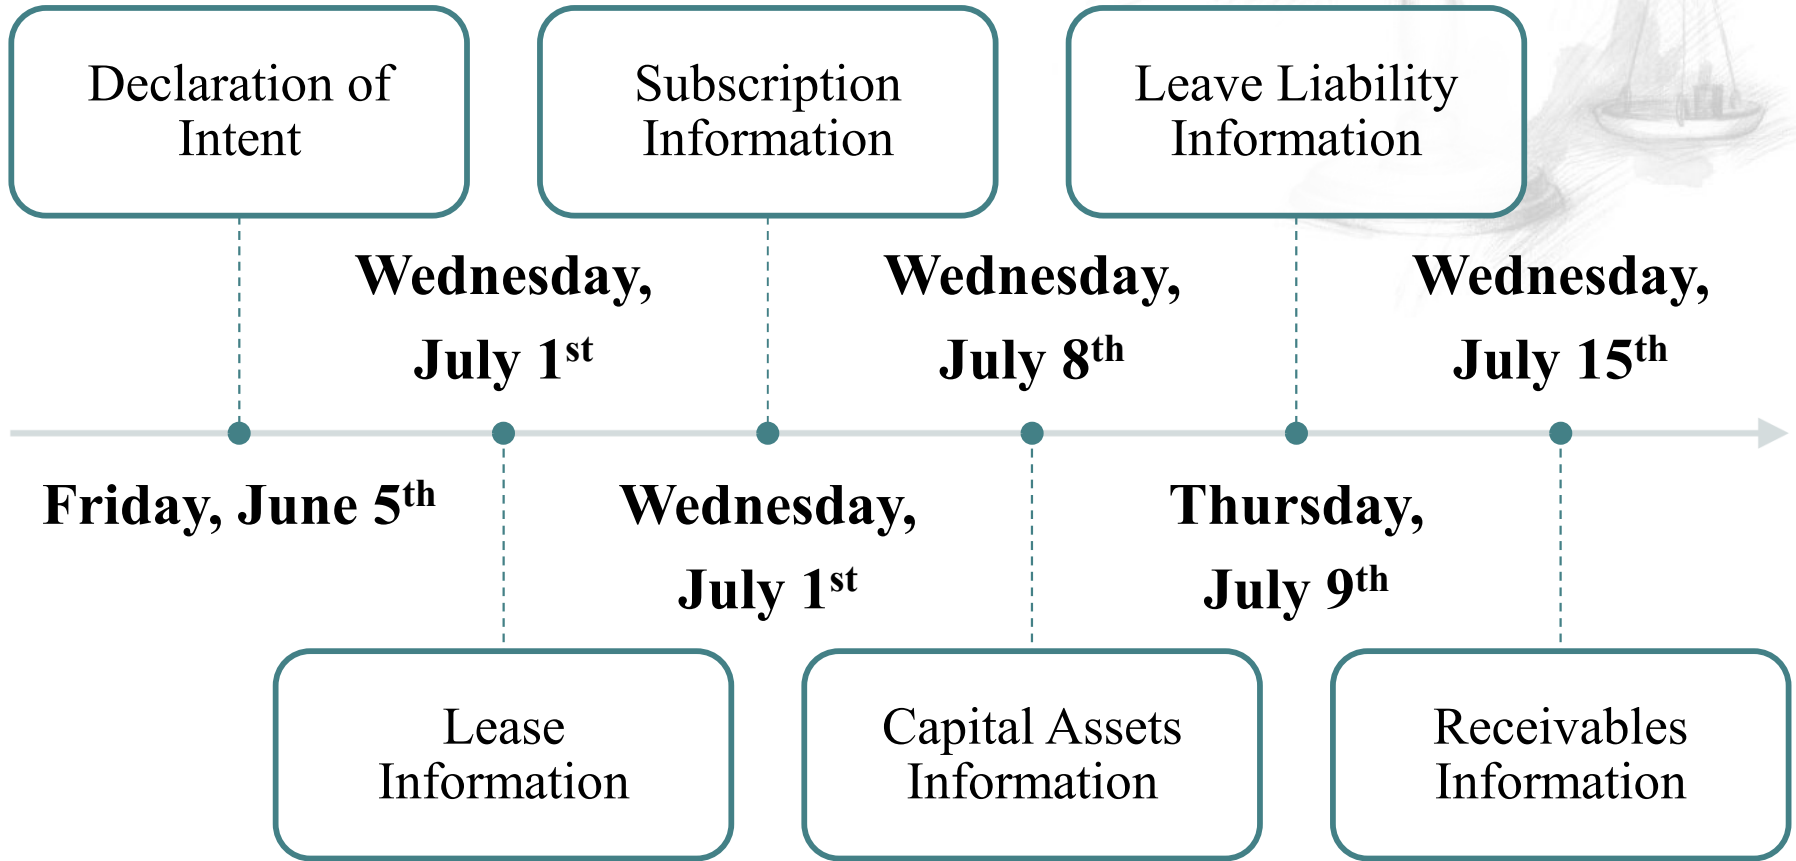 Declaration of
Intent
Subscription
Information
Leave Liability
Information
Wednesday,
July 1st
Wednesday,
July 8th
Wednesday,
July 15th
Friday, June 5th
Wednesday,
July 1st
Thursday,
July 9th
Lease
Information
Capital Assets
Information
Receivables
Information